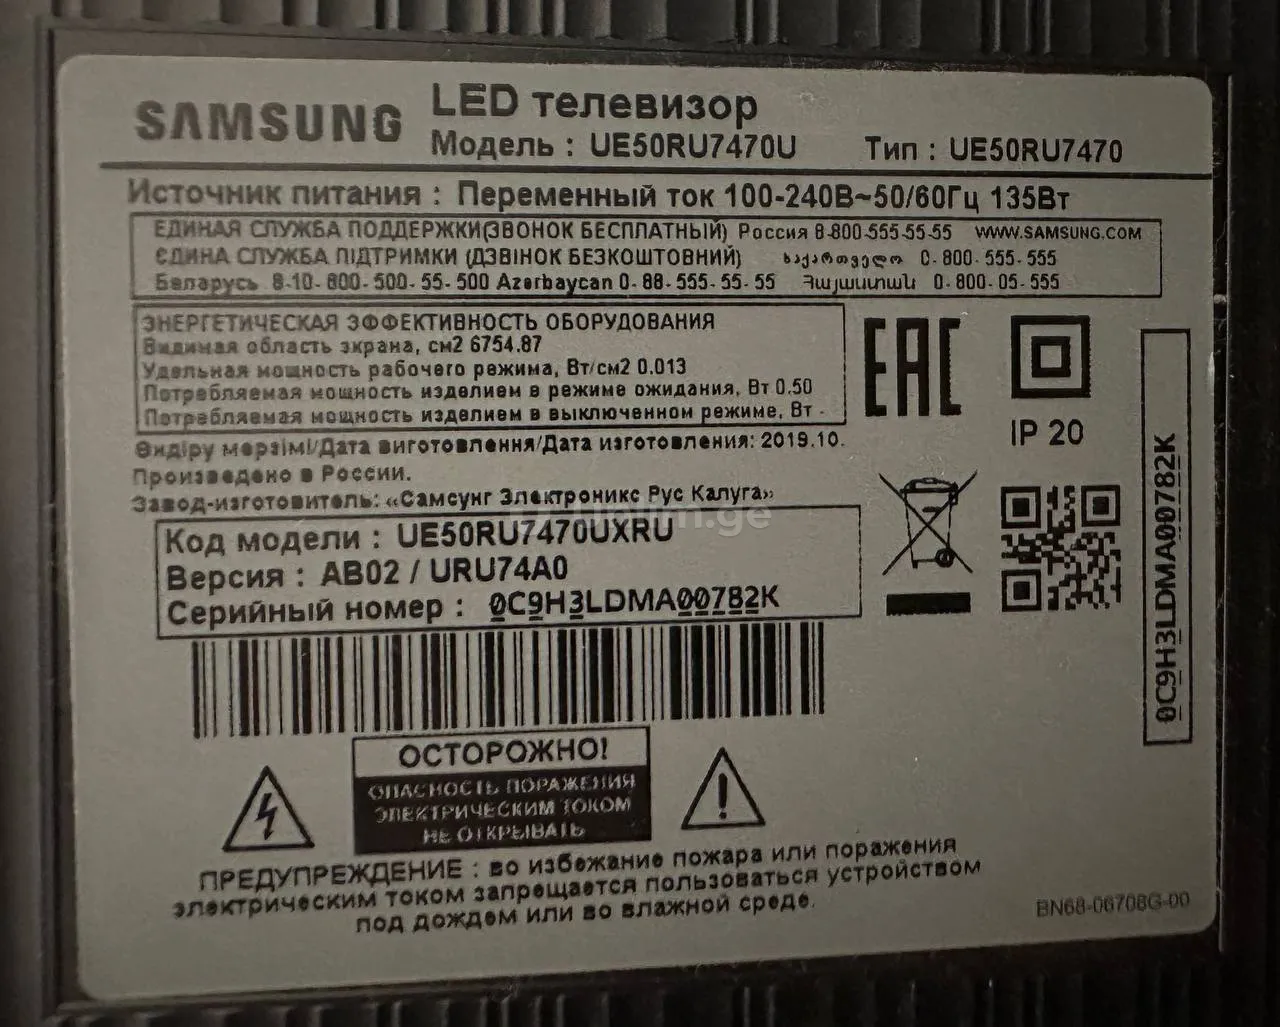 SAMSUNG
LED телевизор
Модель : UE50RU7470U Тип : UE50RU7470
Источник питания : Переменный ток 100-240В~50/60Гц 135Вт
ЕДИНАЯ СЛУЖБА ПОДДЕРЖКИ(ЗВОНОК БЕСПЛАТНЫЙ) Россия 8-800-555-55-55 WWW.SAMSUNG.COM
ЄДИНА СЛУЖБА ПІДТРИМКИ (ДЗВІНОК БЕЗКОШТОВНИЙ) საქართველო 0-800-555-555
Беларусь 8-10-800-500-55-500 Azerbaycan 0-88-555-55-55 Հայաստան 0-800-05-555
ЭНЕРГЕТИЧЕСКАЯ ЭФФЕКТИВНОСТЬ ОБОРУДОВАНИЯ
Видимая область экрана, см2 6754.87
Удельная мощность рабочего режима, Вт/см2 0.013
Потребляемая мощность изделием в режиме ожидания, Вт 0.50
Потребляемая мощность изделием в выключенном режиме, Вт -
EAC
IP 20
Өндіру мерзімі/Дата виготовлення/Дата изготовления: 2019.10.
Произведено в России.
Завод-изготовитель: «Самсунг Электроникс Рус Калуга»
Код модели : UE50RU7470UXRU
Версия : AB02 / URU74A0
Серийный номер : 0C9H3LDMA00782K
0C9H3LDMA00782K
ОСТОРОЖНО!
ОПАСНОСТЬ ПОРАЖЕНИЯ
ЭЛЕКТРИЧЕСКИМ ТОКОМ
НЕ ОТКРЫВАТЬ
ПРЕДУПРЕЖДЕНИЕ : во избежание пожара или поражения
электрическим током запрещается пользоваться устройством
под дождем или во влажной среде.
BN68-06708G-00